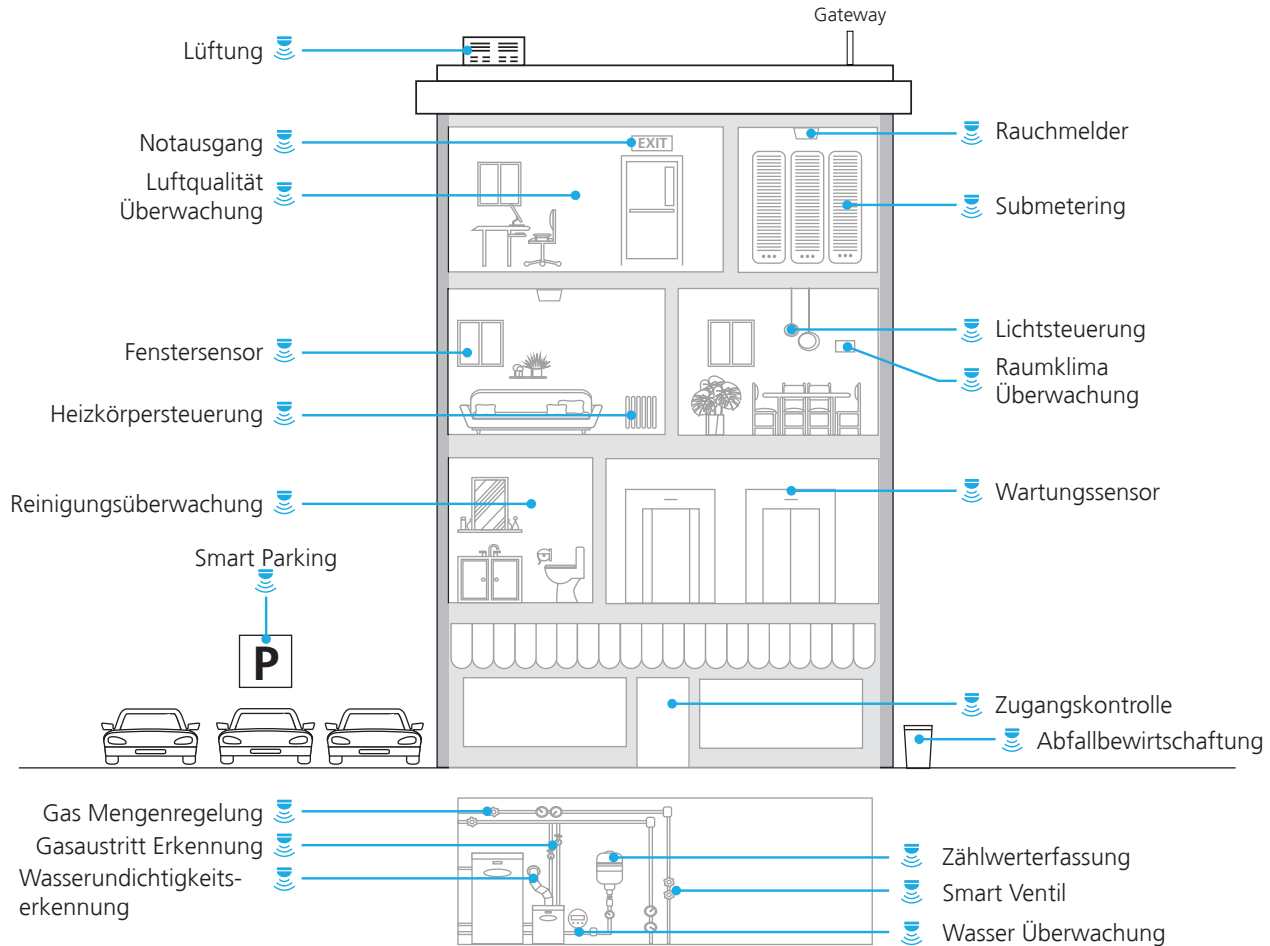 Gateway
Lüftung
Notausgang
EXIT
Rauchmelder
Luftqualität
Überwachung
Submetering
Fenstersensor
Lichtsteuerung
Raumklima
Überwachung
Heizkörpersteuerung
Reinigungsüberwachung
Wartungssensor
Smart Parking
P
Zugangskontrolle
Abfallbewirtschaftung
Gas Mengenregelung
Gasaustritt Erkennung
Wasserundichtigkeits-
erkennung
Zählwerterfassung
Smart Ventil
Wasser Überwachung